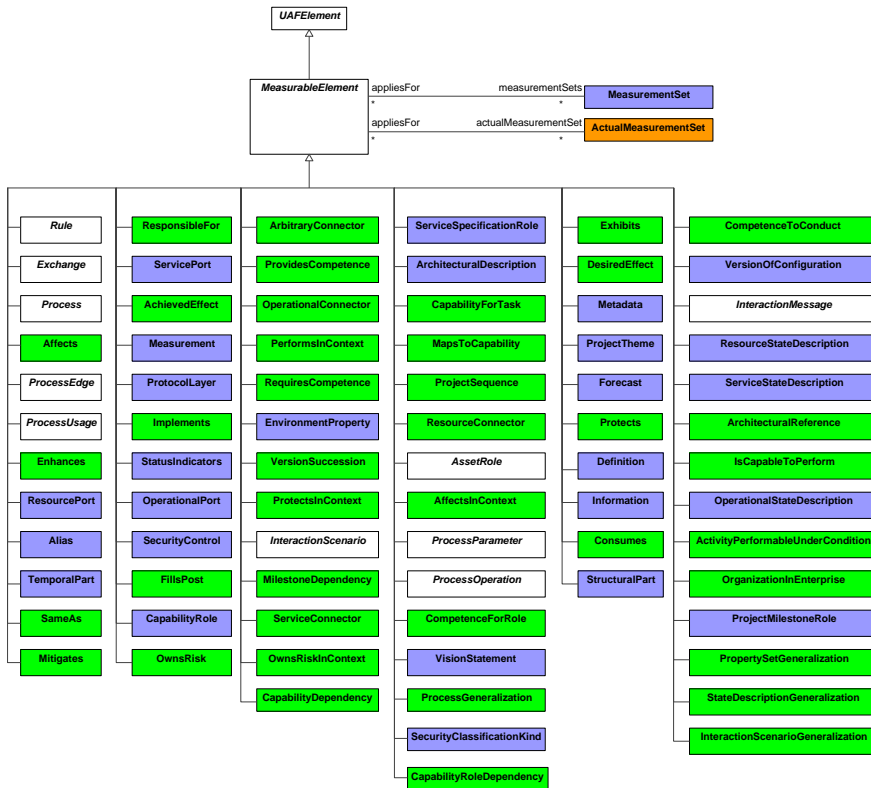 UAFElement
MeasurableElement
appliesFor
measurementSets
*
*
MeasurementSet
appliesFor
actualMeasurementSet
*
*
ActualMeasurementSet
Rule
Exchange
Process
Affects
ProcessEdge
ProcessUsage
Enhances
ResourcePort
Alias
TemporalPart
SameAs
Mitigates
ResponsibleFor
ServicePort
AchievedEffect
Measurement
ProtocolLayer
Implements
StatusIndicators
OperationalPort
SecurityControl
FillsPost
CapabilityRole
OwnsRisk
ArbitraryConnector
ProvidesCompetence
OperationalConnector
PerformsInContext
RequiresCompetence
EnvironmentProperty
VersionSuccession
ProtectsInContext
InteractionScenario
MilestoneDependency
ServiceConnector
OwnsRiskInContext
CapabilityDependency
ServiceSpecificationRole
ArchitecturalDescription
CapabilityForTask
MapsToCapability
ProjectSequence
ResourceConnector
AssetRole
AffectsInContext
ProcessParameter
ProcessOperation
CompetenceForRole
VisionStatement
ProcessGeneralization
SecurityClassificationKind
CapabilityRoleDependency
Exhibits
DesiredEffect
Metadata
ProjectTheme
Forecast
Protects
Definition
Information
Consumes
StructuralPart
CompetenceToConduct
VersionOfConfiguration
InteractionMessage
ResourceStateDescription
ServiceStateDescription
ArchitecturalReference
IsCapableToPerform
OperationalStateDescription
ActivityPerformableUnderCondition
OrganizationInEnterprise
ProjectMilestoneRole
PropertySetGeneralization
StateDescriptionGeneralization
InteractionScenarioGeneralization